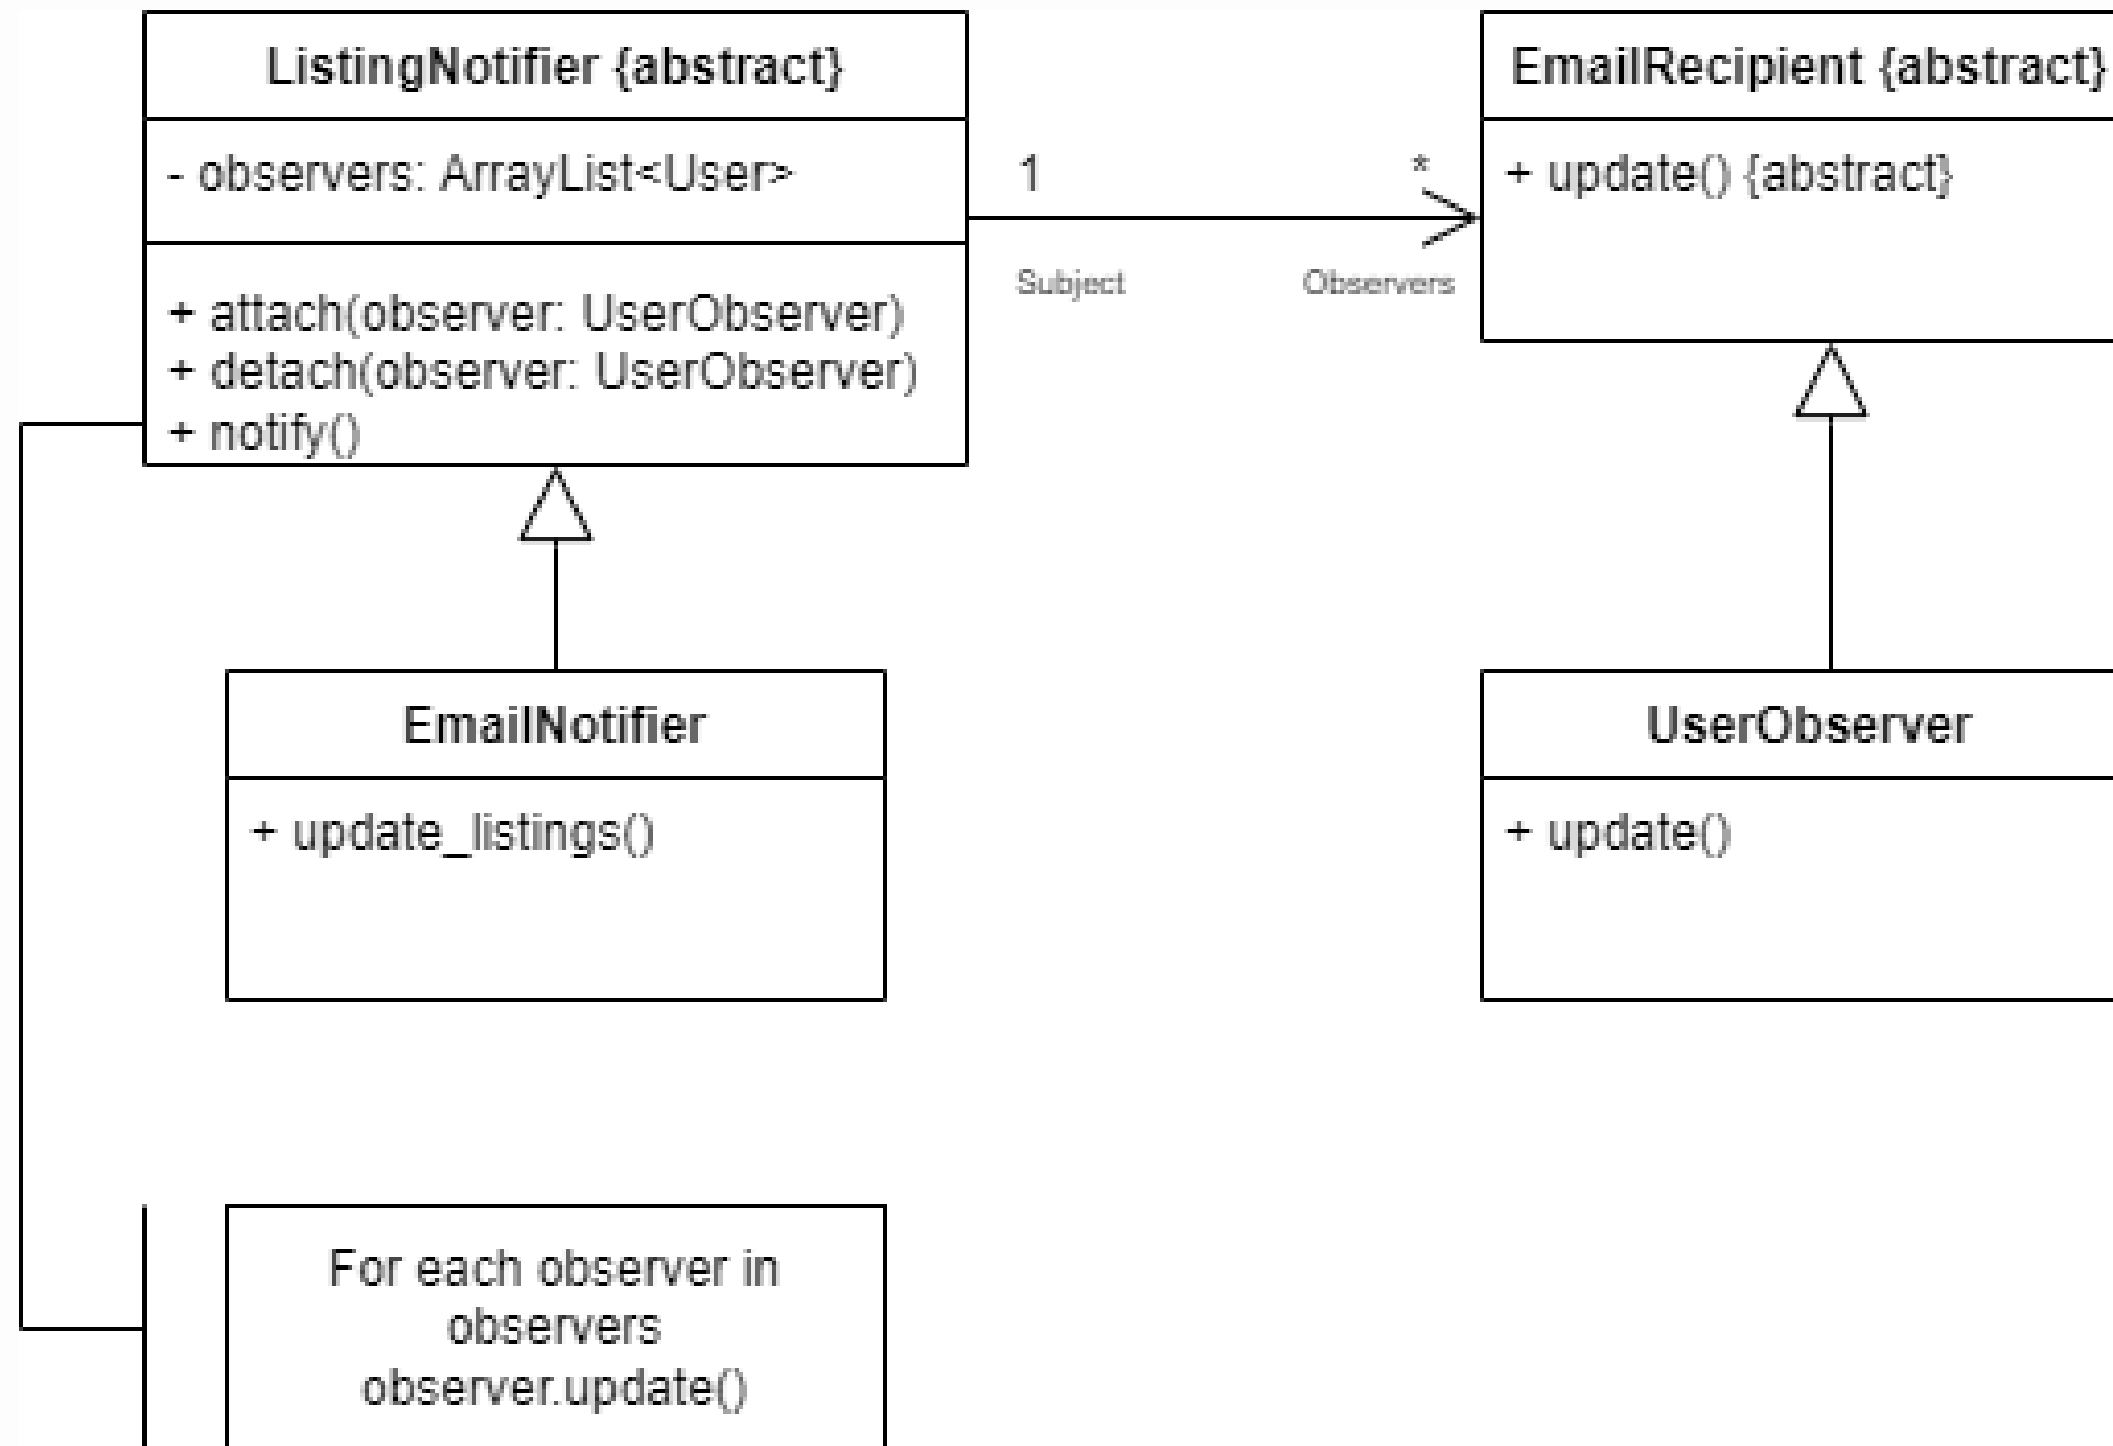 ListingNotifier {abstract}
- observers: ArrayList<User>
+ attach(observer: UserObserver)
+ detach(observer: UserObserver)
+ notify()
1
*
Subject
Observers
EmailRecipient {abstract}
+ update() {abstract}
EmailNotifier
+ update_listings()
UserObserver
+ update()
For each observer in
observers
observer.update()